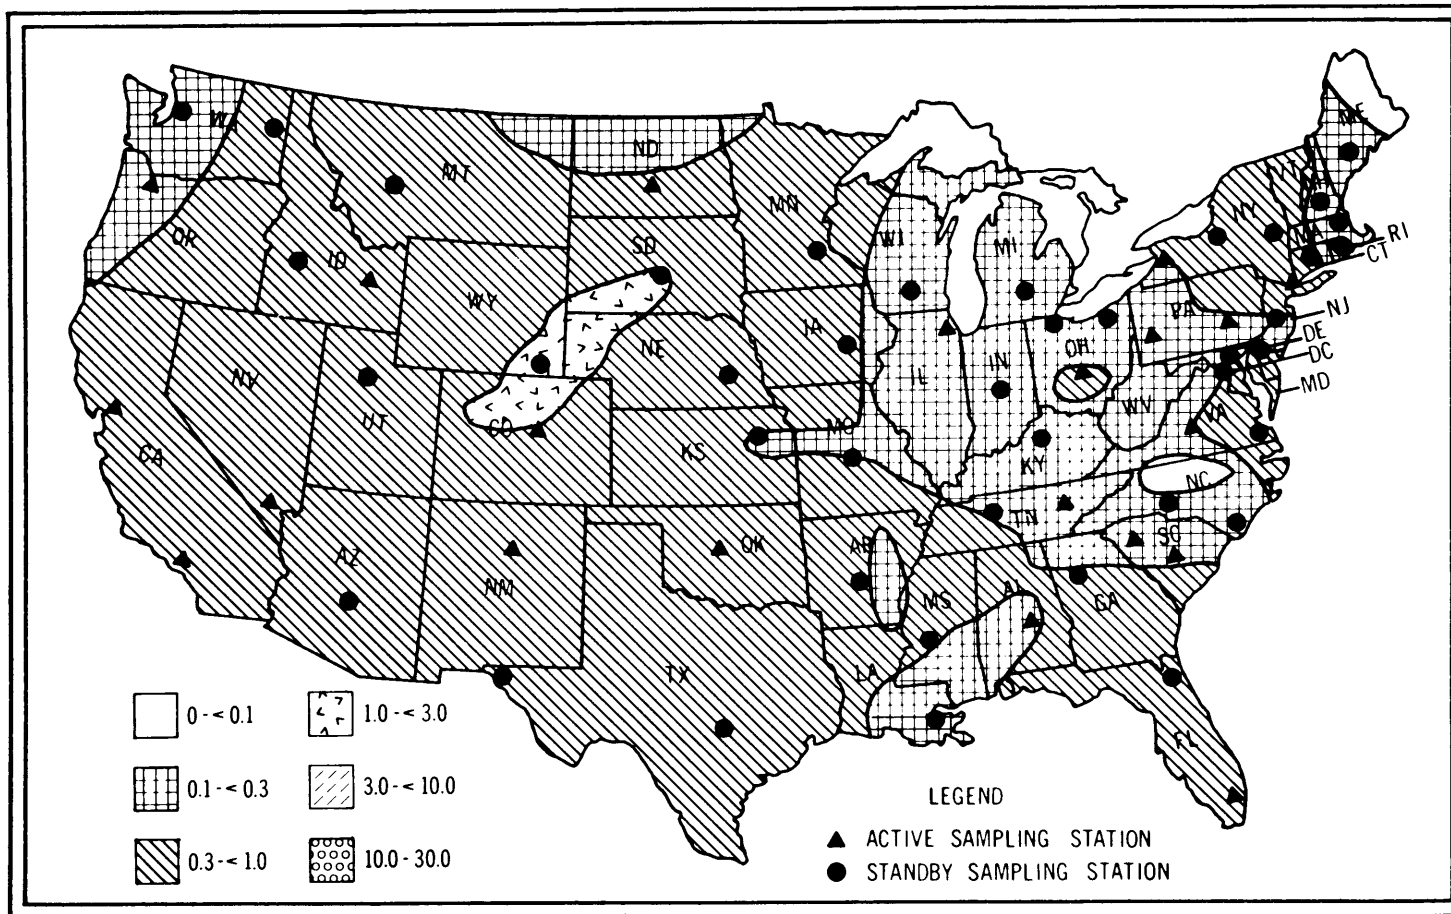 WA
MT
ND
MN
OR
ID
WY
SD
WI
MI
NY
VT
NH
ME
MA
RI
CT
NJ
DE
DC
MD
PA
IA
NE
NV
UT
CO
CA
KS
MO
IL
IN
OH
WV
VA
KY
TN
NC
SC
AZ
NM
OK
AR
MS
AL
GA
TX
LA
FL
0 - < 0.1
1.0 - < 3.0
0.1 - < 0.3
3.0 - < 10.0
0.3 - < 1.0
10.0 - 30.0
LEGEND
ACTIVE SAMPLING STATION
STANDBY SAMPLING STATION